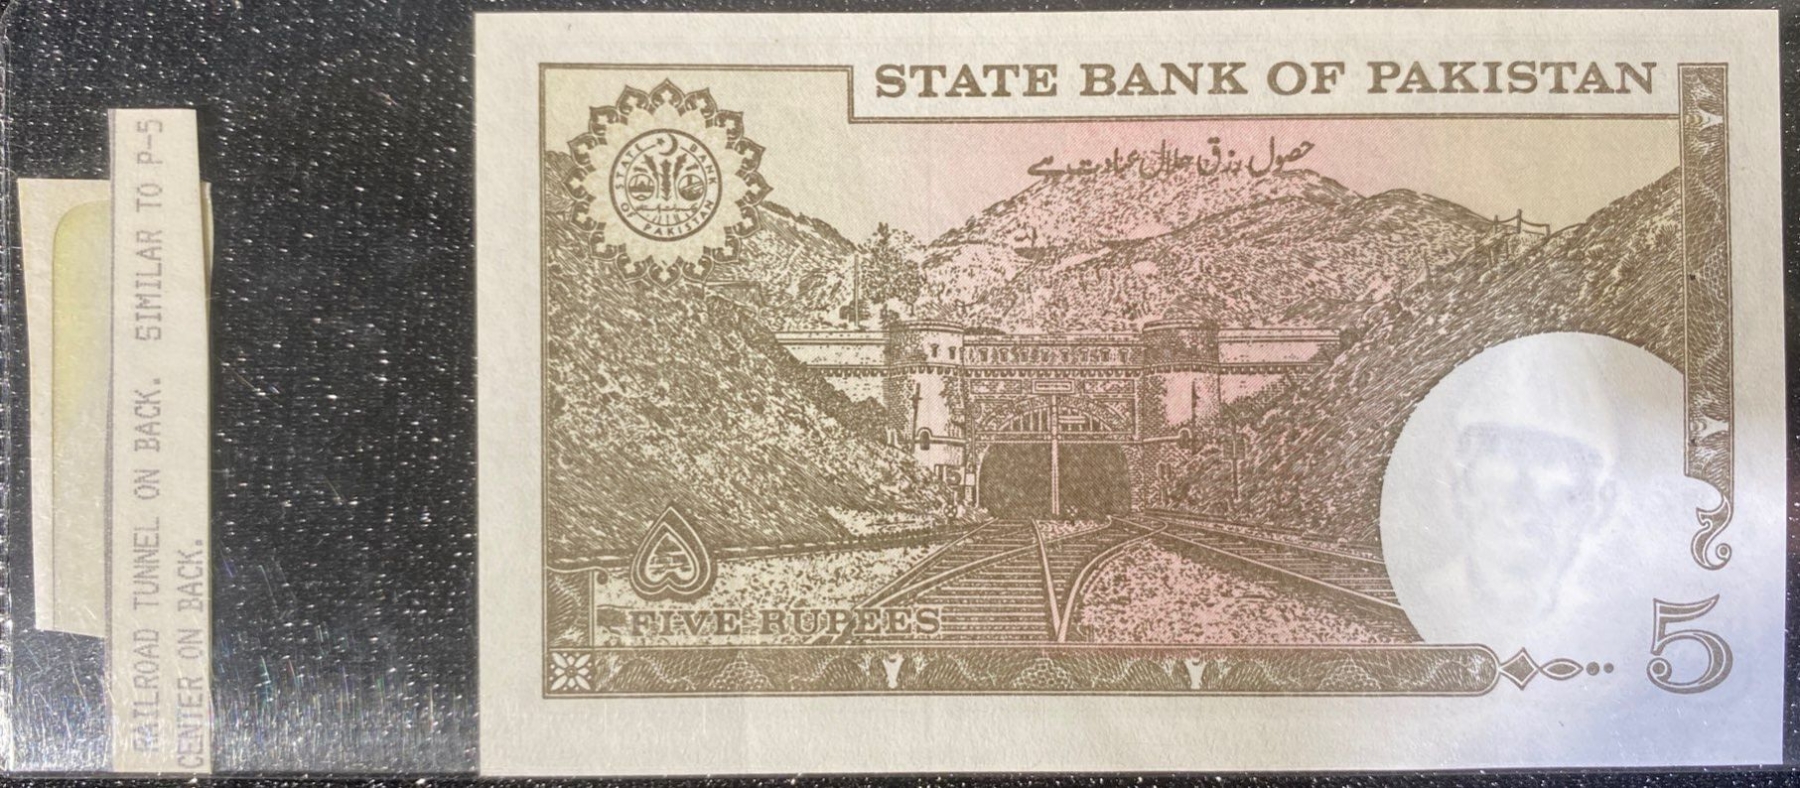 STATE BANK OF PAKISTAN
STATE BANK OF PAKISTAN
حصول رزق حلال عبادت ہے
۵
FIVE RUPEES
5
RAILROAD TUNNEL ON BACK. SIMILAR TO P-5
CENTER ON BACK.